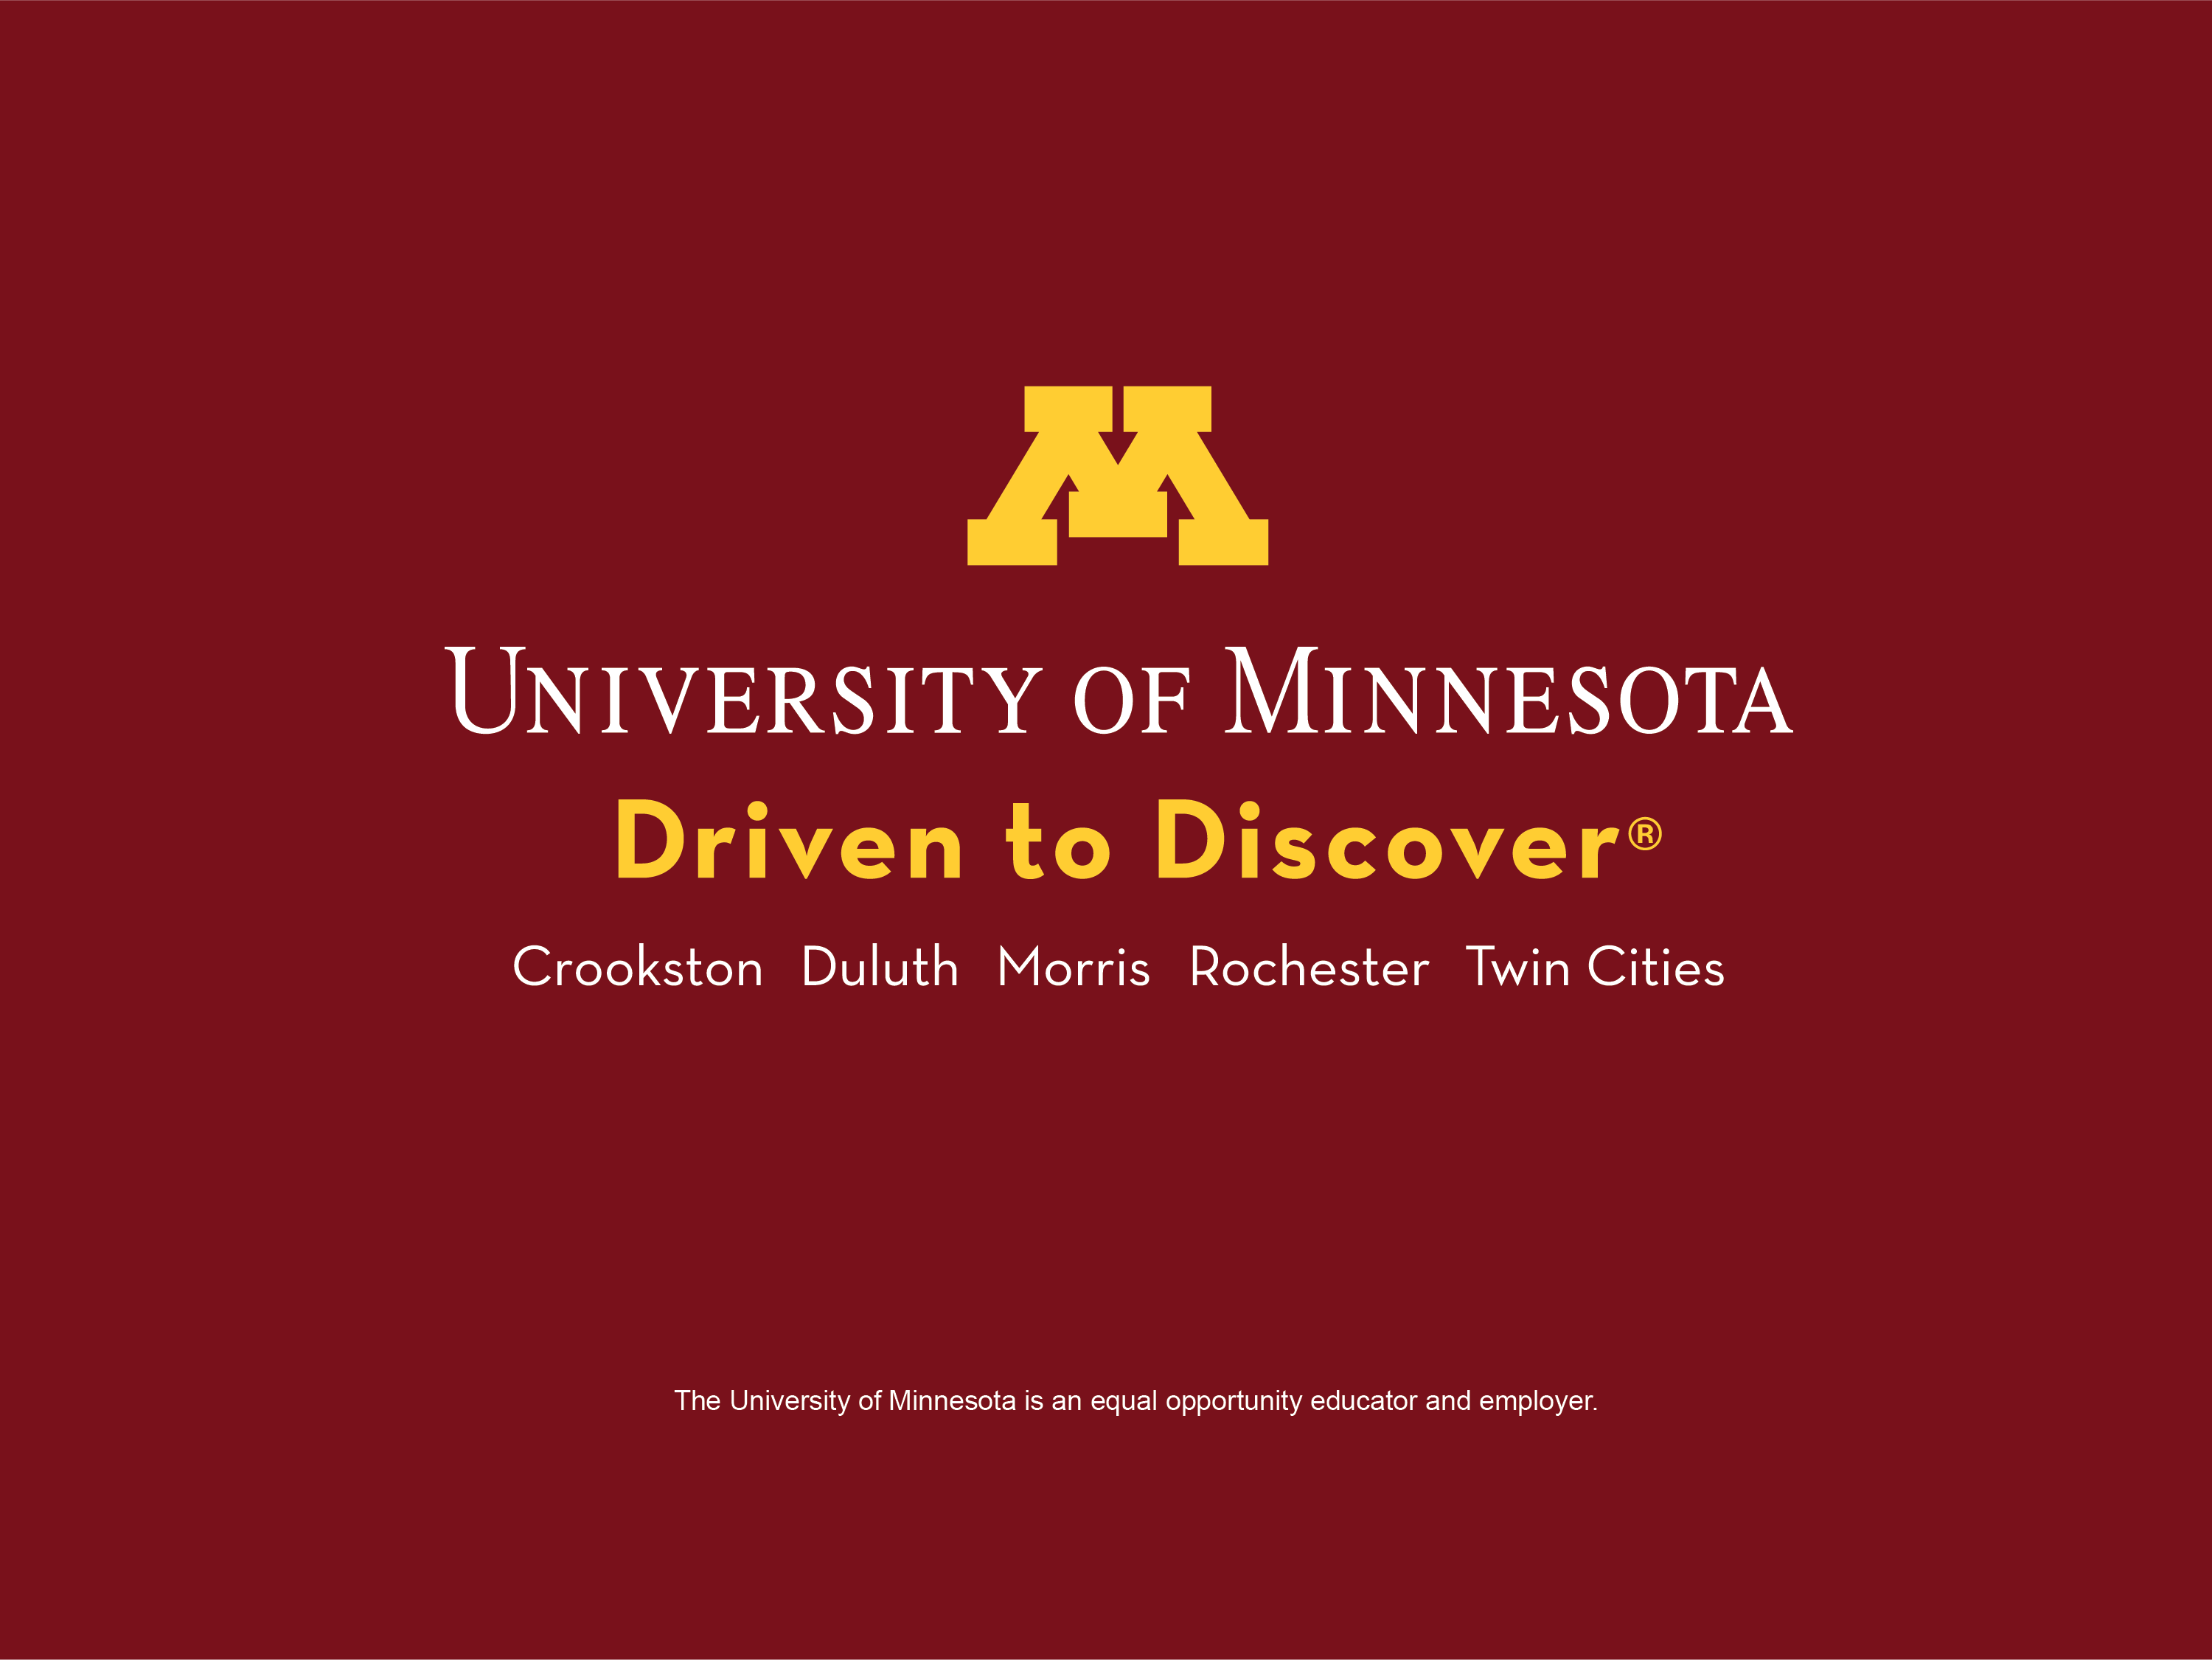 M
University of Minnesota
Driven to Discover®
Crookston Duluth Morris Rochester Twin Cities
The University of Minnesota is an equal opportunity educator and employer.